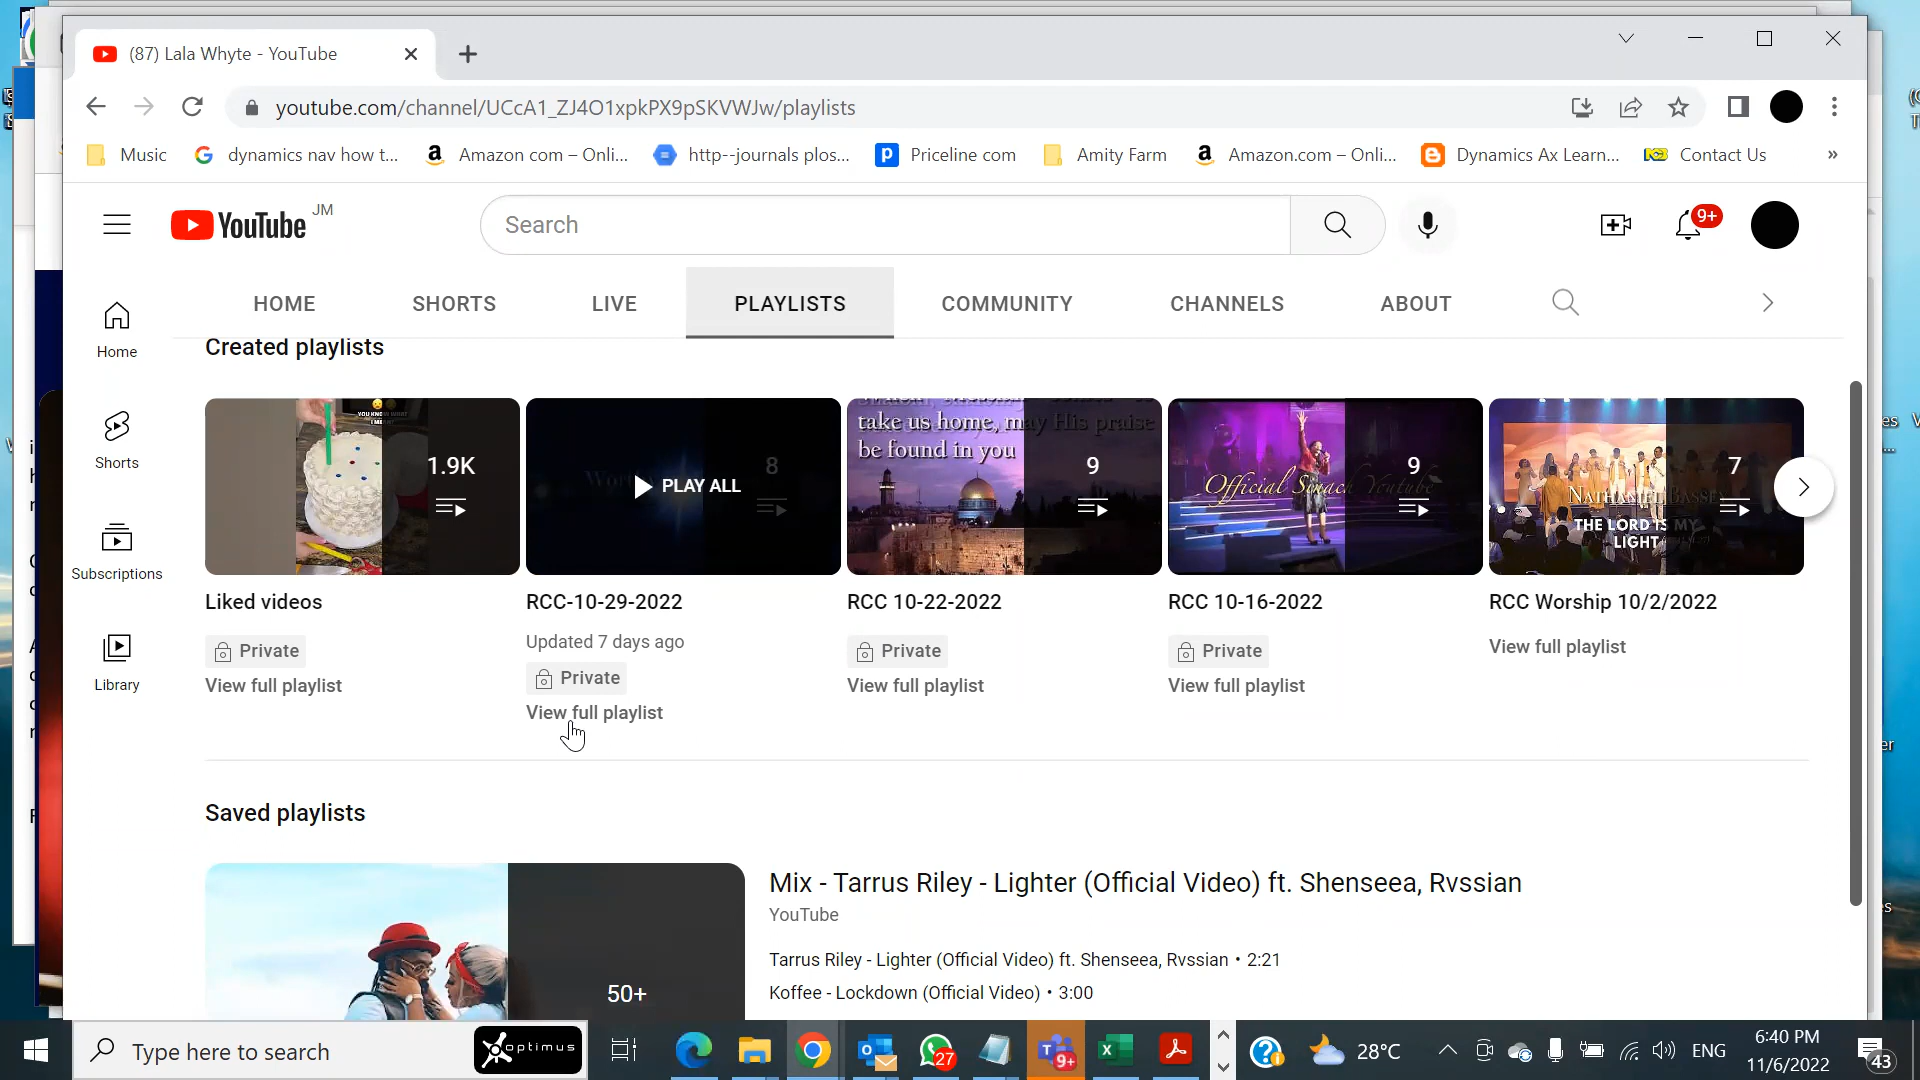 (87) Lala Whyte - YouTube
youtube.com/channel/UCcA1_ZJ4O1xpkPX9pSKVWJw/playlists
Music
dynamics nav how t...
Amazon com – Onli...
http--journals plos...
Priceline com
Amity Farm
Amazon.com – Onli...
Dynamics Ax Learn...
Contact Us
»
YouTube JM
Search
9+
HOME
SHORTS
LIVE
PLAYLISTS
COMMUNITY
CHANNELS
ABOUT
Home
Shorts
Subscriptions
Library
Created playlists
1.9K
Liked videos
Private
View full playlist
PLAY ALL
8
RCC-10-29-2022
Updated 7 days ago
Private
View full playlist
take us home, may His praise
be found in you
9
RCC 10-22-2022
Private
View full playlist
Official Sinach Youtube
9
RCC 10-16-2022
Private
View full playlist
NATHANIEL BASSEY
THE LORD IS MY
LIGHT
7
RCC Worship 10/2/2022
View full playlist
Saved playlists
50+
Mix - Tarrus Riley - Lighter (Official Video) ft. Shenseea, Rvssian
YouTube
Tarrus Riley - Lighter (Official Video) ft. Shenseea, Rvssian • 2:21
Koffee - Lockdown (Official Video) • 3:00
Type here to search
optimus
27
9+
28°C
ENG
6:40 PM
11/6/2022
43